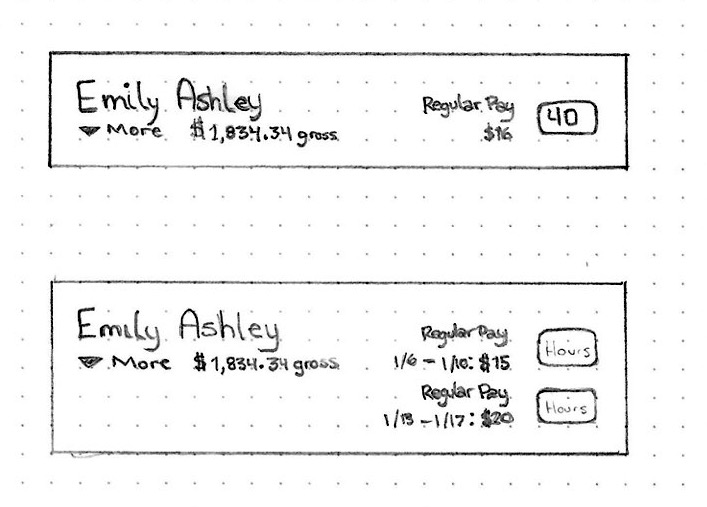 Emily Ashley
More $1,834.34 gross
Regular Pay
$16
40
Emily Ashley
More $1,834.34 gross
Regular Pay
1/6 - 1/10: $15
Hours
Regular Pay
1/13 - 1/17: $20
Hours